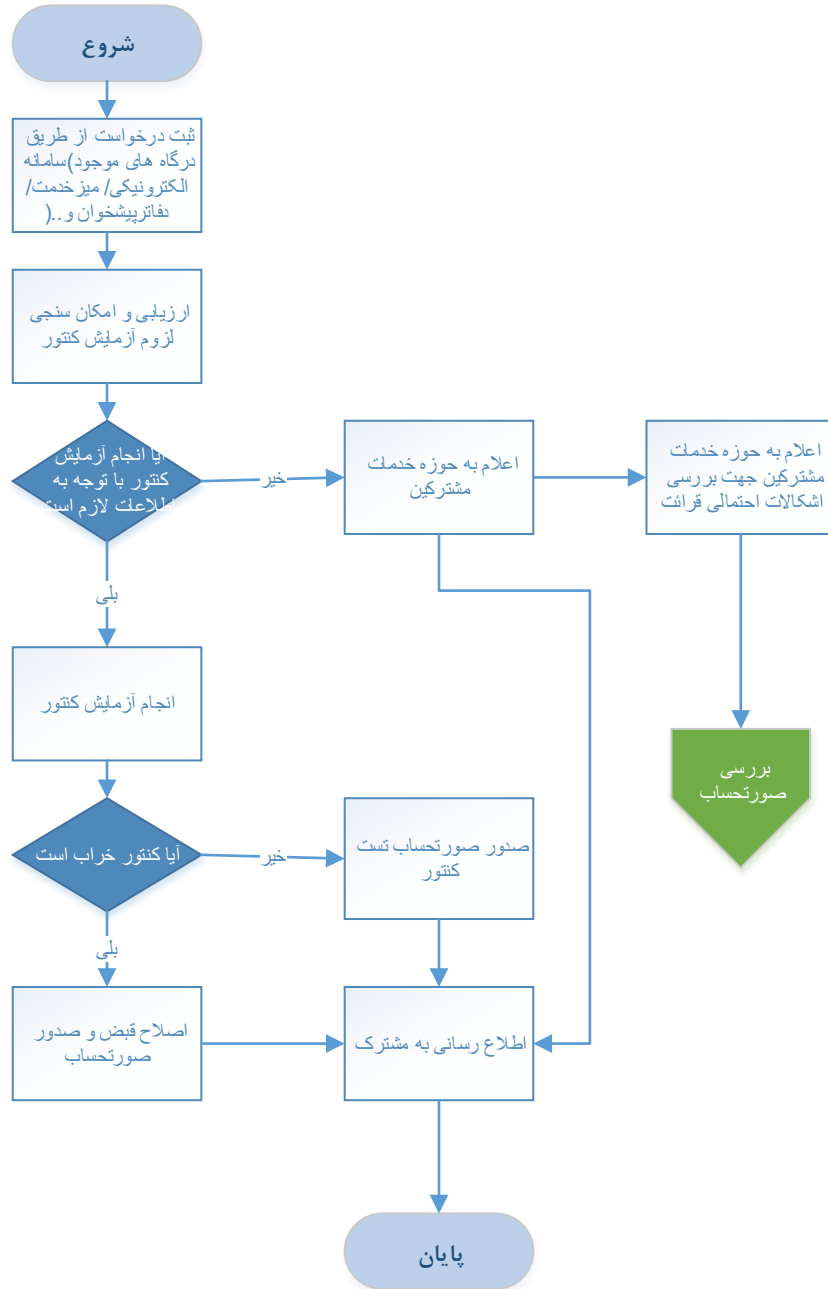 شروع
ثبت درخواست از طریق
درگاه های موجود)سامانه
الکترونیکی/ میزخدمت/
دفاترپیشخوان و..(
ارزیابی و امکان سنجی
لزوم آزمایش کنتور
آیا انجام آزمایش
کنتور با توجه به
اطلاعات لازم است
خیر
اعلام به حوزه خدمات
مشترکین
اعلام به حوزه خدمات
مشترکین جهت بررسی
اشکالات احتمالی قرائت
بلی
انجام آزمایش کنتور
بررسی
صورتحساب
آیا کنتور خراب است
خیر
صدور صورتحساب تست
کنتور
بلی
اصلاح قبض و صدور
صورتحساب
اطلاع رسانی به مشترک
پایان